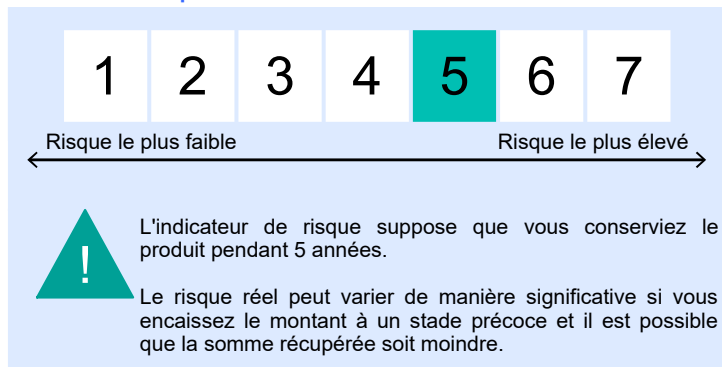 1 2 3 4 5 6 7
Risque le plus faible Risque le plus élevé
!
L'indicateur de risque suppose que vous conserviez le
produit pendant 5 années.
Le risque réel peut varier de manière significative si vous
encaissez le montant à un stade précoce et il est possible
que la somme récupérée soit moindre.